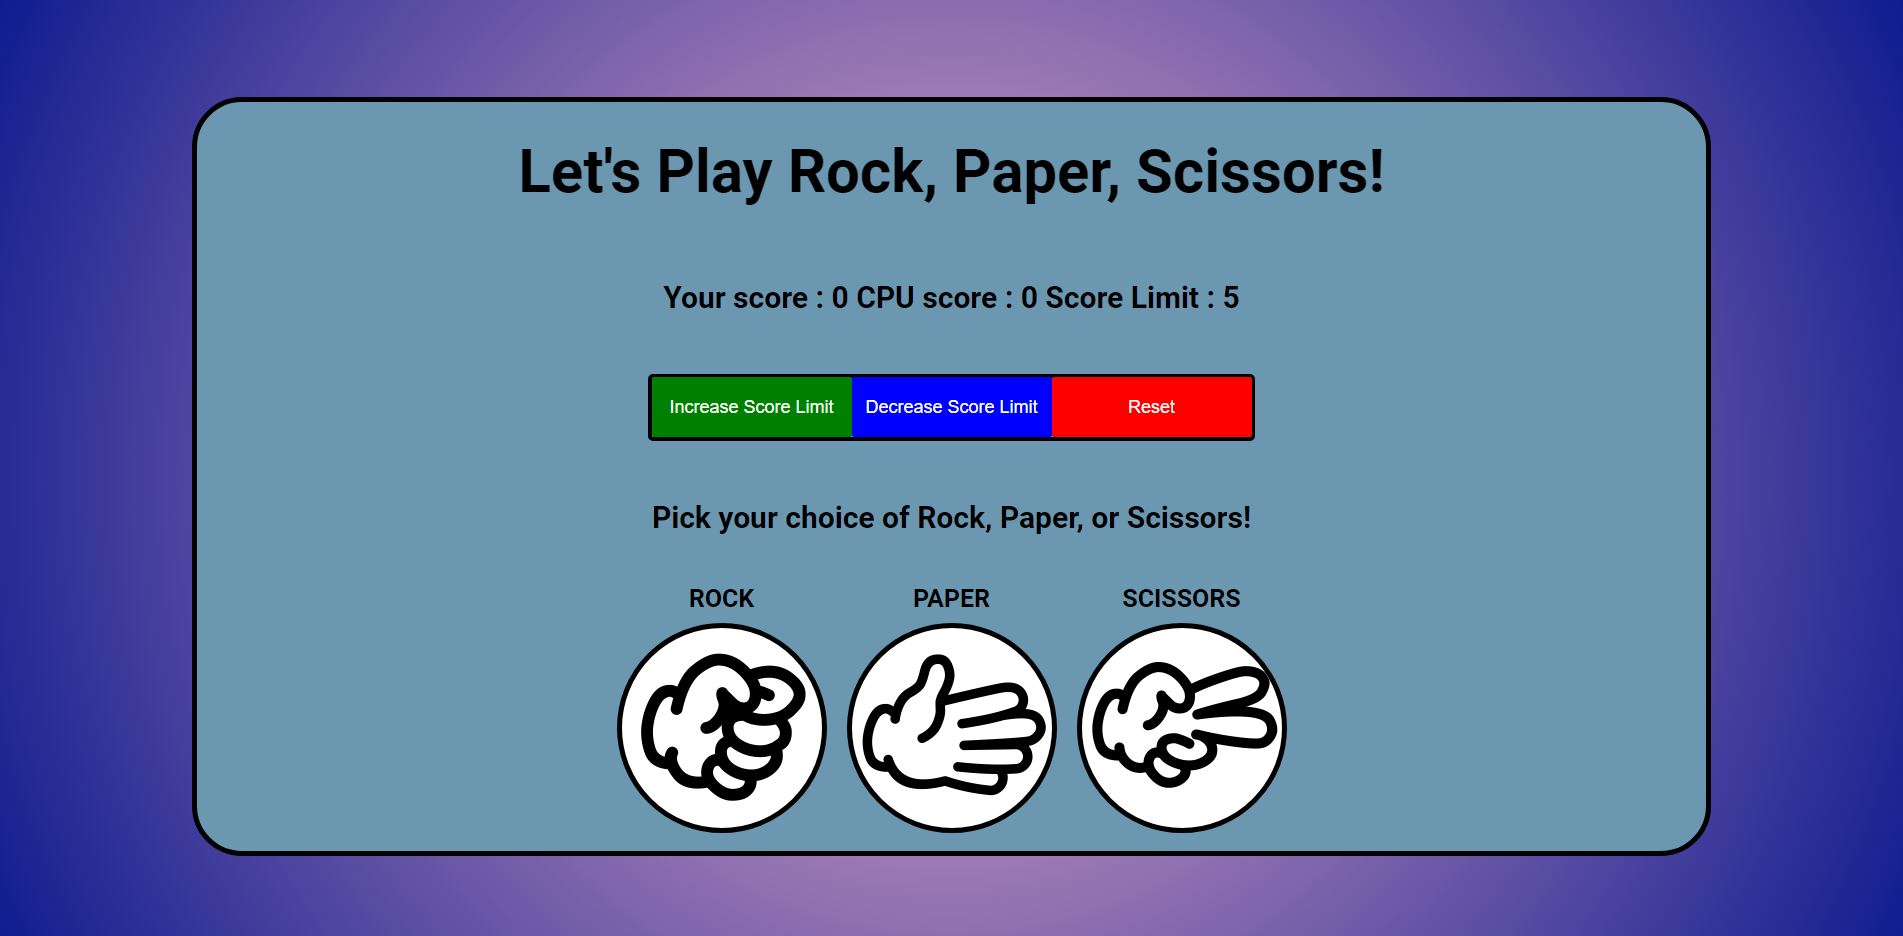 Let's Play Rock, Paper, Scissors!
Your score : 0 CPU score : 0 Score Limit : 5
Increase Score Limit Decrease Score Limit Reset
Pick your choice of Rock, Paper, or Scissors!
ROCK PAPER SCISSORS